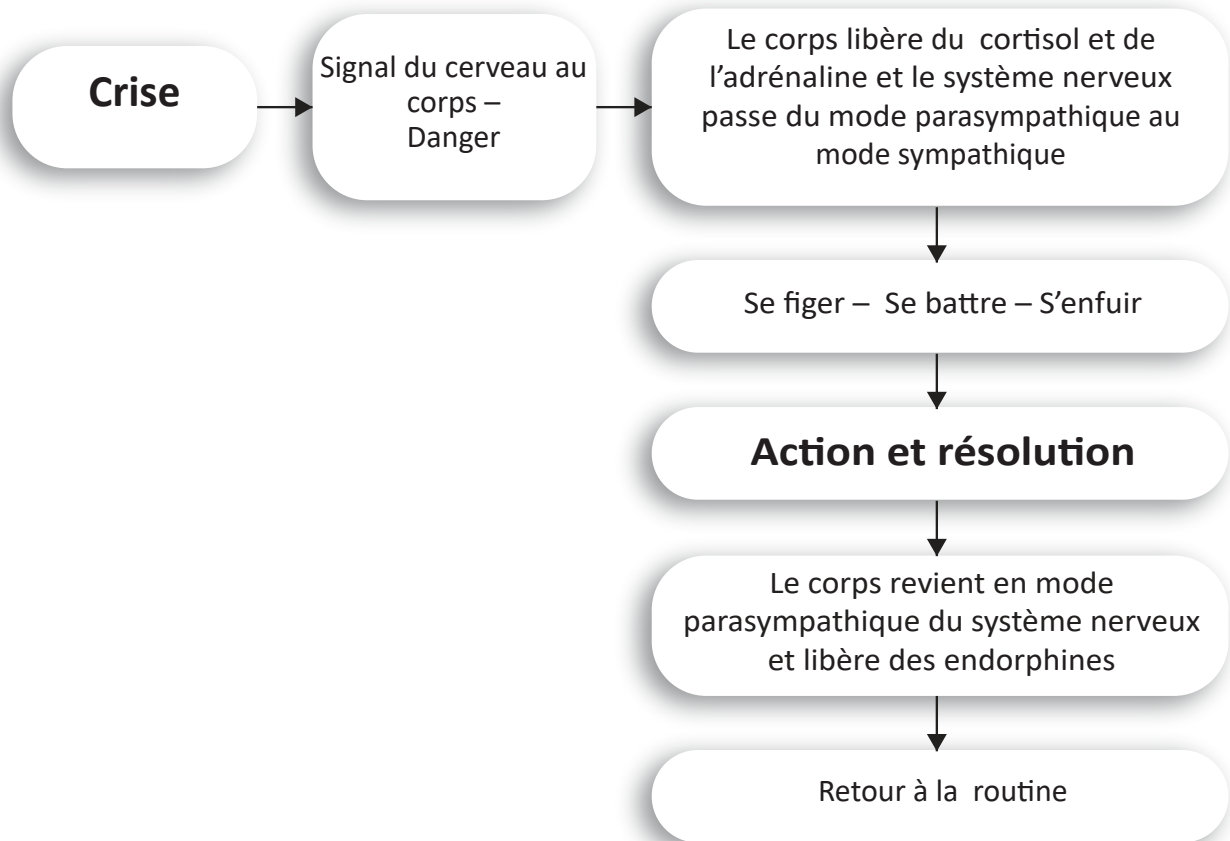 Crise
Signal du cerveau au
corps –
Danger
Le corps libère du cortisol et de
l’adrénaline et le système nerveux
passe du mode parasympathique au
mode sympathique
Se figer – Se battre – S’enfuir
Action et résolution
Le corps revient en mode
parasympathique du système nerveux
et libère des endorphines
Retour à la routine